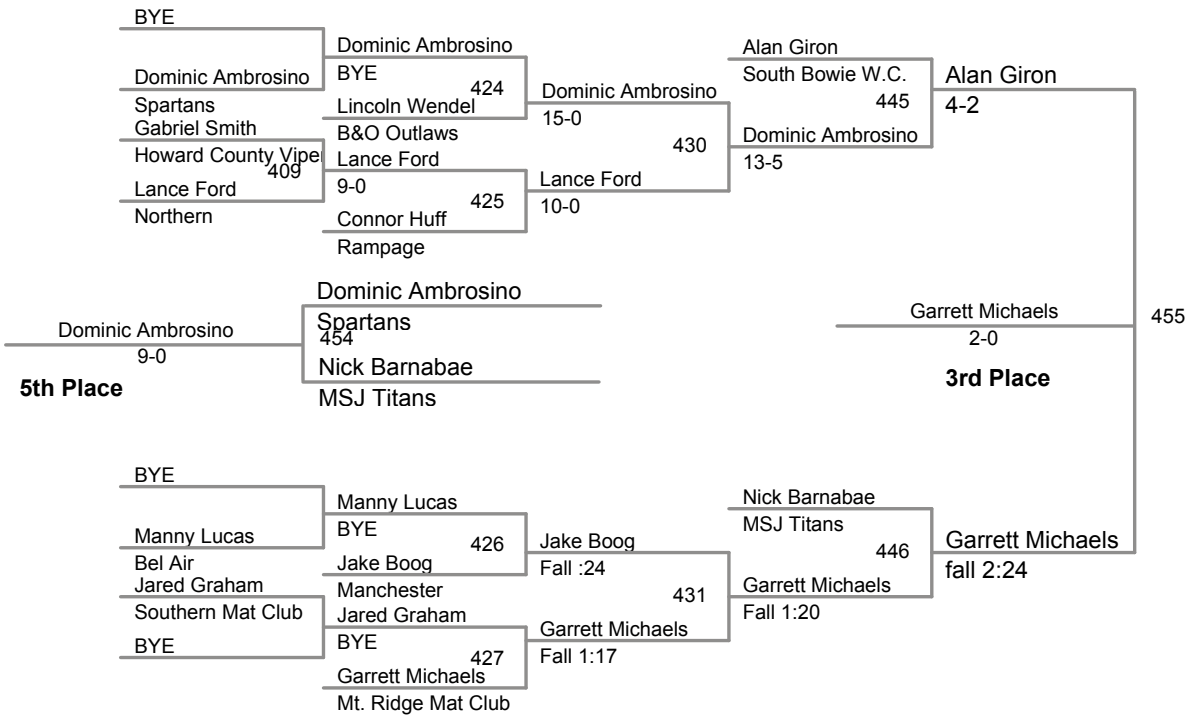 BYE
Dominic Ambrosino
Alan Giron
Dominic Ambrosino
BYE
424
South Bowie W.C.
Alan Giron
Spartans
Lincoln Wendel
Dominic Ambrosino
445
4-2
Gabriel Smith
B&O Outlaws
15-0
430
Dominic Ambrosino
Howard County Vipe
409
Lance Ford
13-5
Lance Ford
9-0
425
Lance Ford
Northern
Connor Huff
10-0
Rampage
Dominic Ambrosino
Spartans
Dominic Ambrosino
454
9-0
Nick Barnabae
5th Place
MSJ Titans
Garrett Michaels
455
2-0
3rd Place
BYE
Manny Lucas
Nick Barnabae
Manny Lucas
BYE
426
MSJ Titans
Bel Air
Jake Boog
Jake Boog
446
Garrett Michaels
Jared Graham
Manchester
Fall :24
fall 2:24
Southern Mat Club
Jared Graham
431
Garrett Michaels
BYE
BYE
427
Garrett Michaels
Fall 1:20
Garrett Michaels
Fall 1:17
Mt. Ridge Mat Club